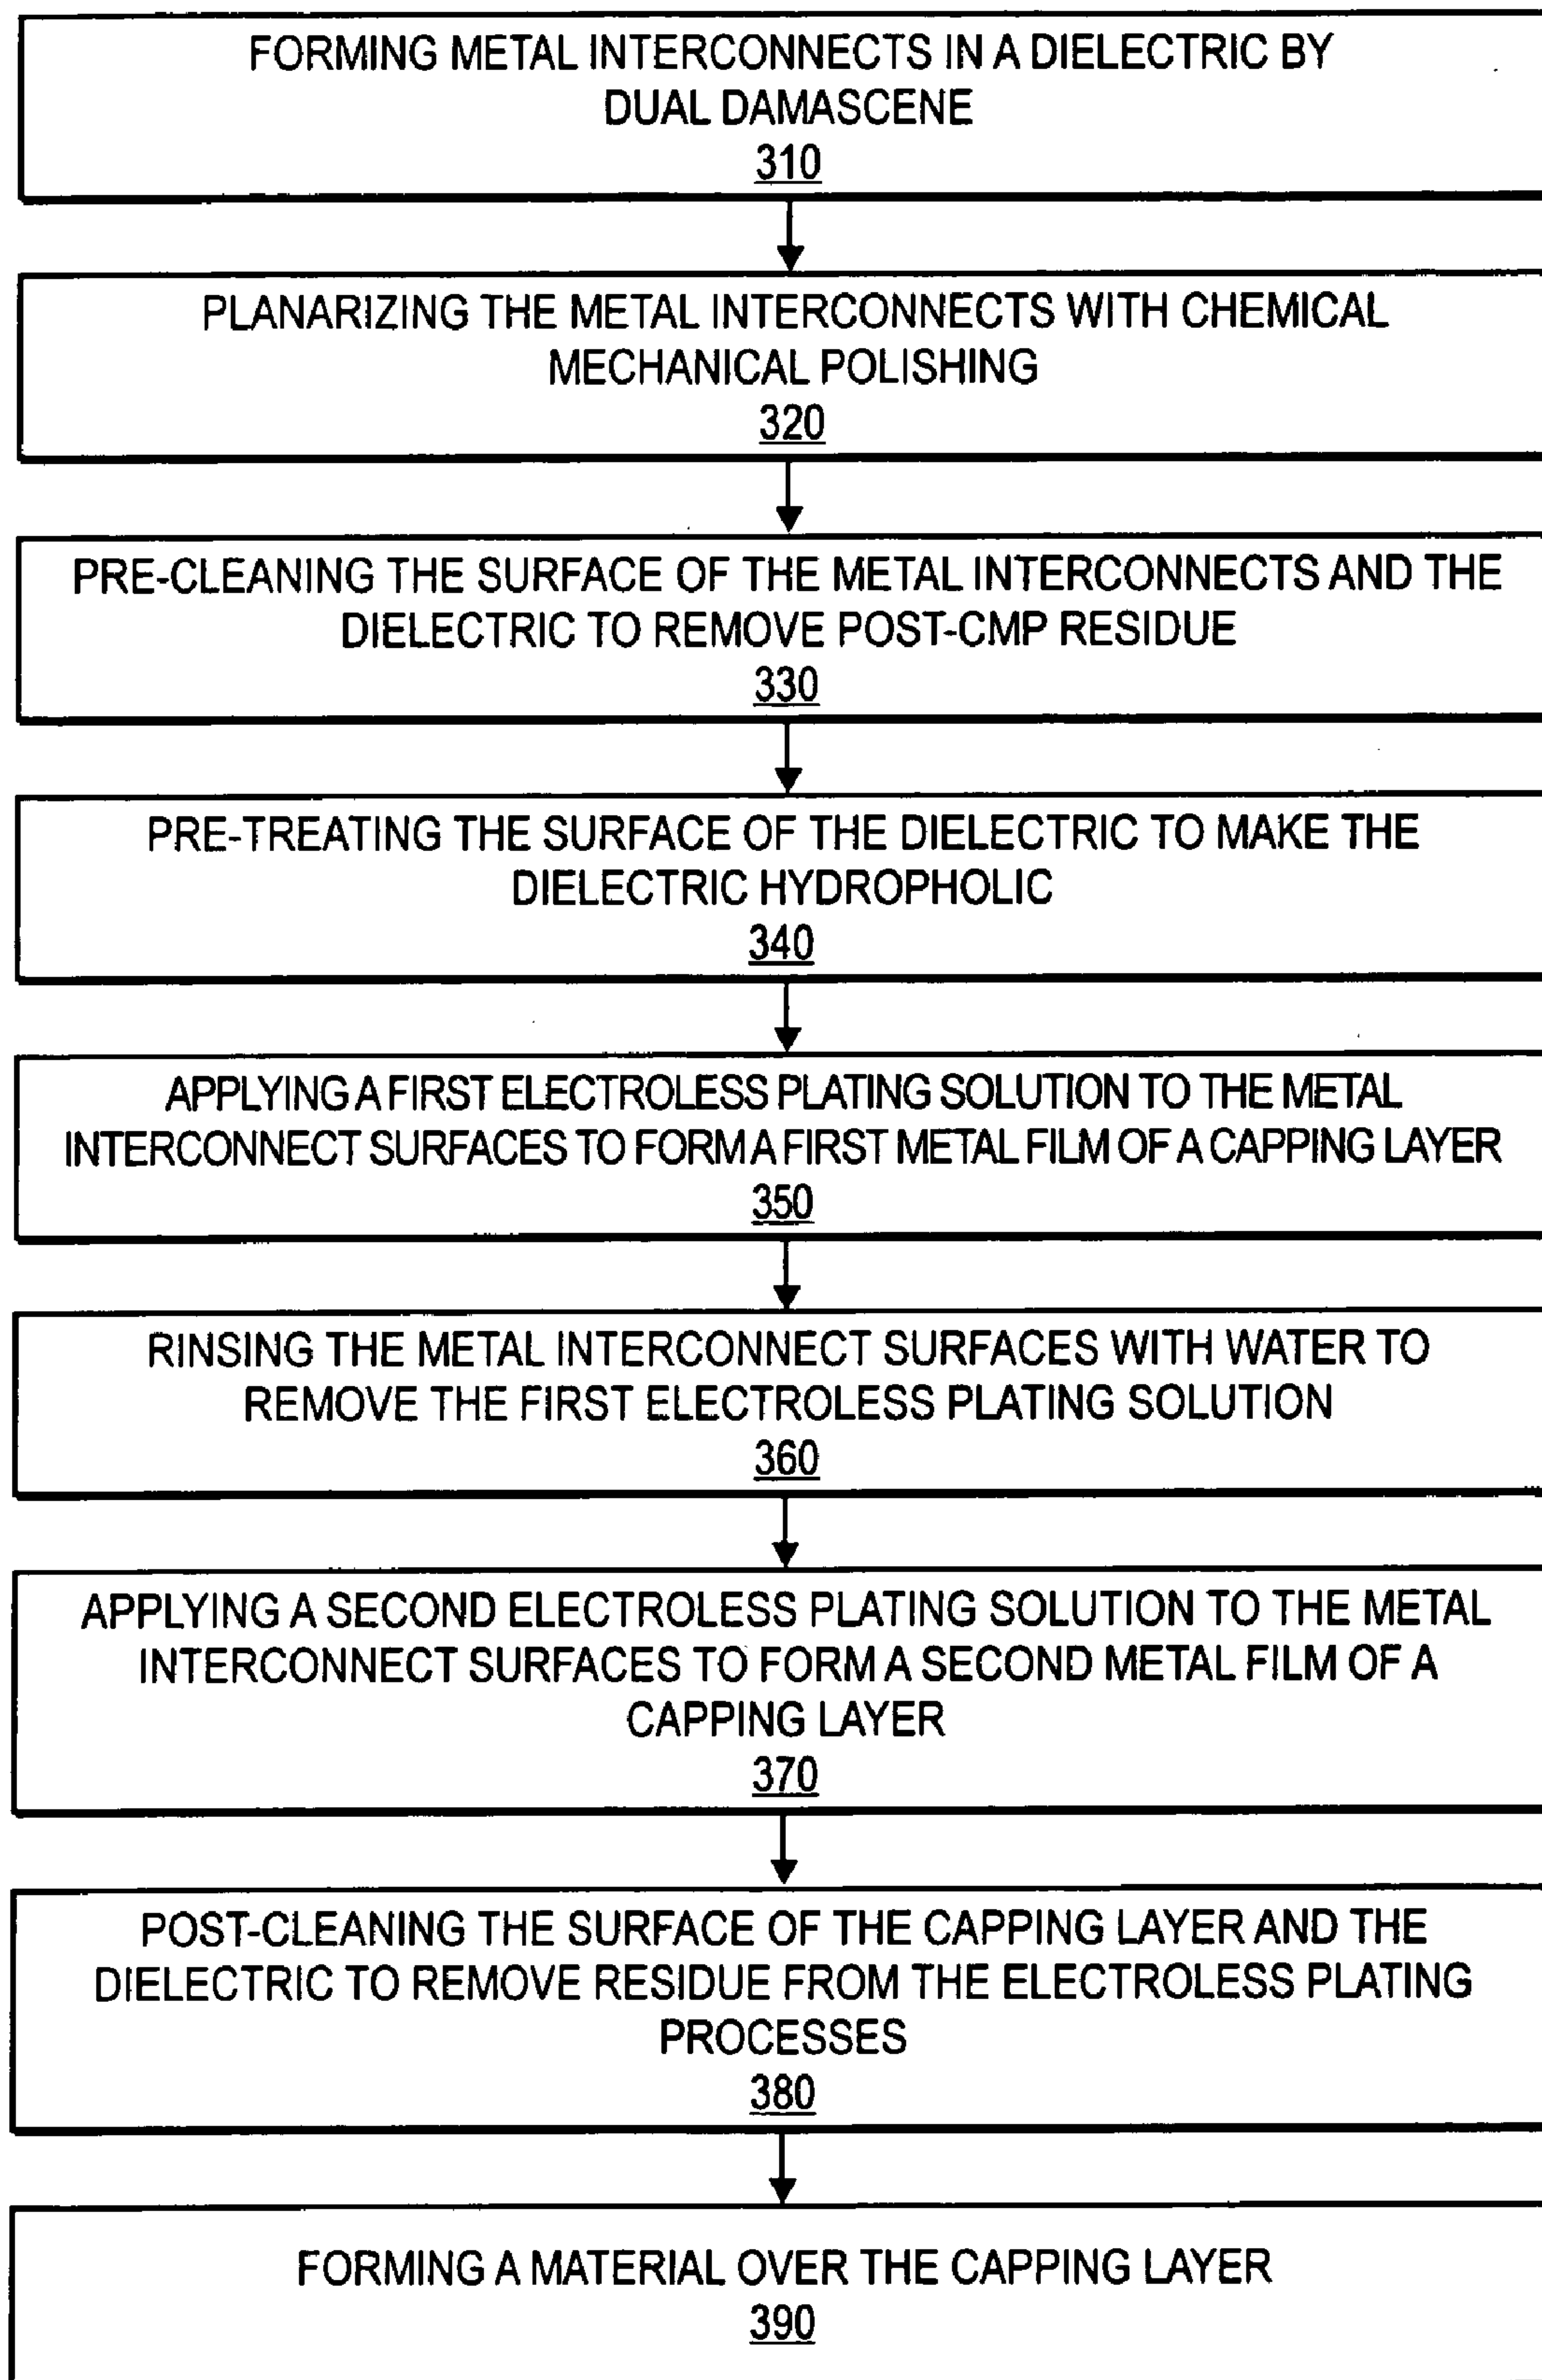 FORMING METAL INTERCONNECTS IN A DIELECTRIC BY
DUAL DAMASCENE
310
PLANARIZING THE METAL INTERCONNECTS WITH CHEMICAL
MECHANICAL POLISHING
320
PRE-CLEANING THE SURFACE OF THE METAL INTERCONNECTS AND THE
DIELECTRIC TO REMOVE POST-CMP RESIDUE
330
PRE-TREATING THE SURFACE OF THE DIELECTRIC TO MAKE THE
DIELECTRIC HYDROPHOLIC
340
APPLYING A FIRST ELECTROLESS PLATING SOLUTION TO THE METAL
INTERCONNECT SURFACES TO FORM A FIRST METAL FILM OF A CAPPING LAYER
350
RINSING THE METAL INTERCONNECT SURFACES WITH WATER TO
REMOVE THE FIRST ELECTROLESS PLATING SOLUTION
360
APPLYING A SECOND ELECTROLESS PLATING SOLUTION TO THE METAL
INTERCONNECT SURFACES TO FORM A SECOND METAL FILM OF A
CAPPING LAYER
370
POST-CLEANING THE SURFACE OF THE CAPPING LAYER AND THE
DIELECTRIC TO REMOVE RESIDUE FROM THE ELECTROLESS PLATING
PROCESSES
380
FORMING A MATERIAL OVER THE CAPPING LAYER
390